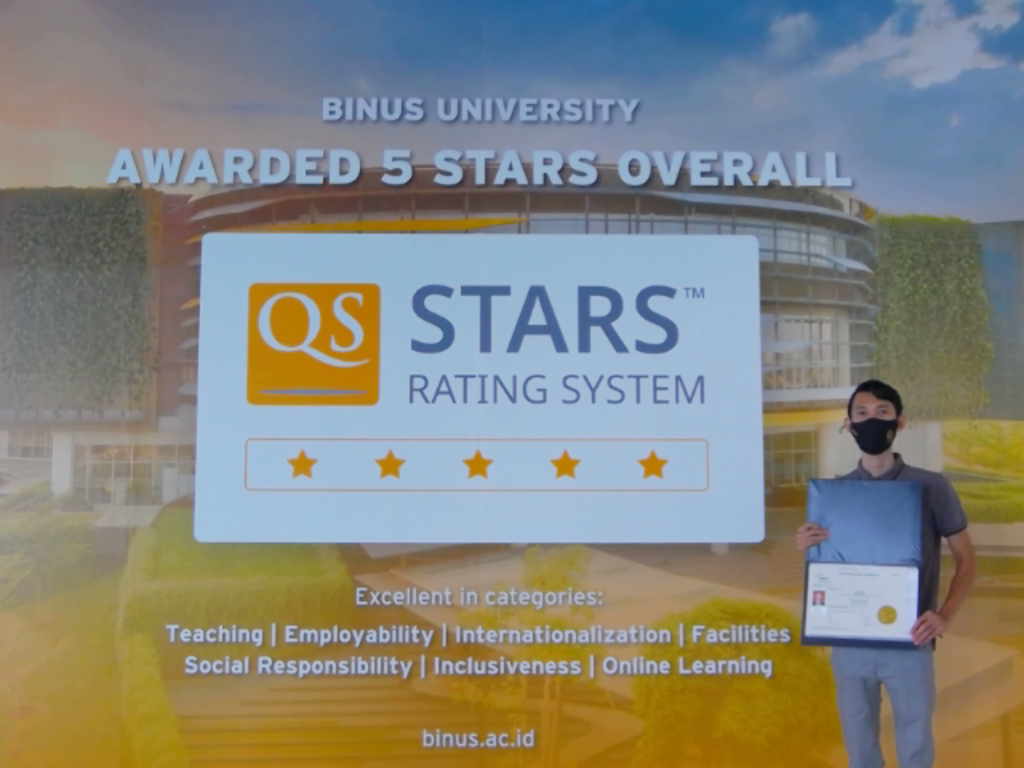 BINUS UNIVERSITY
AWARDED 5 STARS OVERALL
QS
STARS™
RATING SYSTEM
Excellent in categories:
Teaching | Employability | Internationalization | Facilities
Social Responsibility | Inclusiveness | Online Learning
binus.ac.id